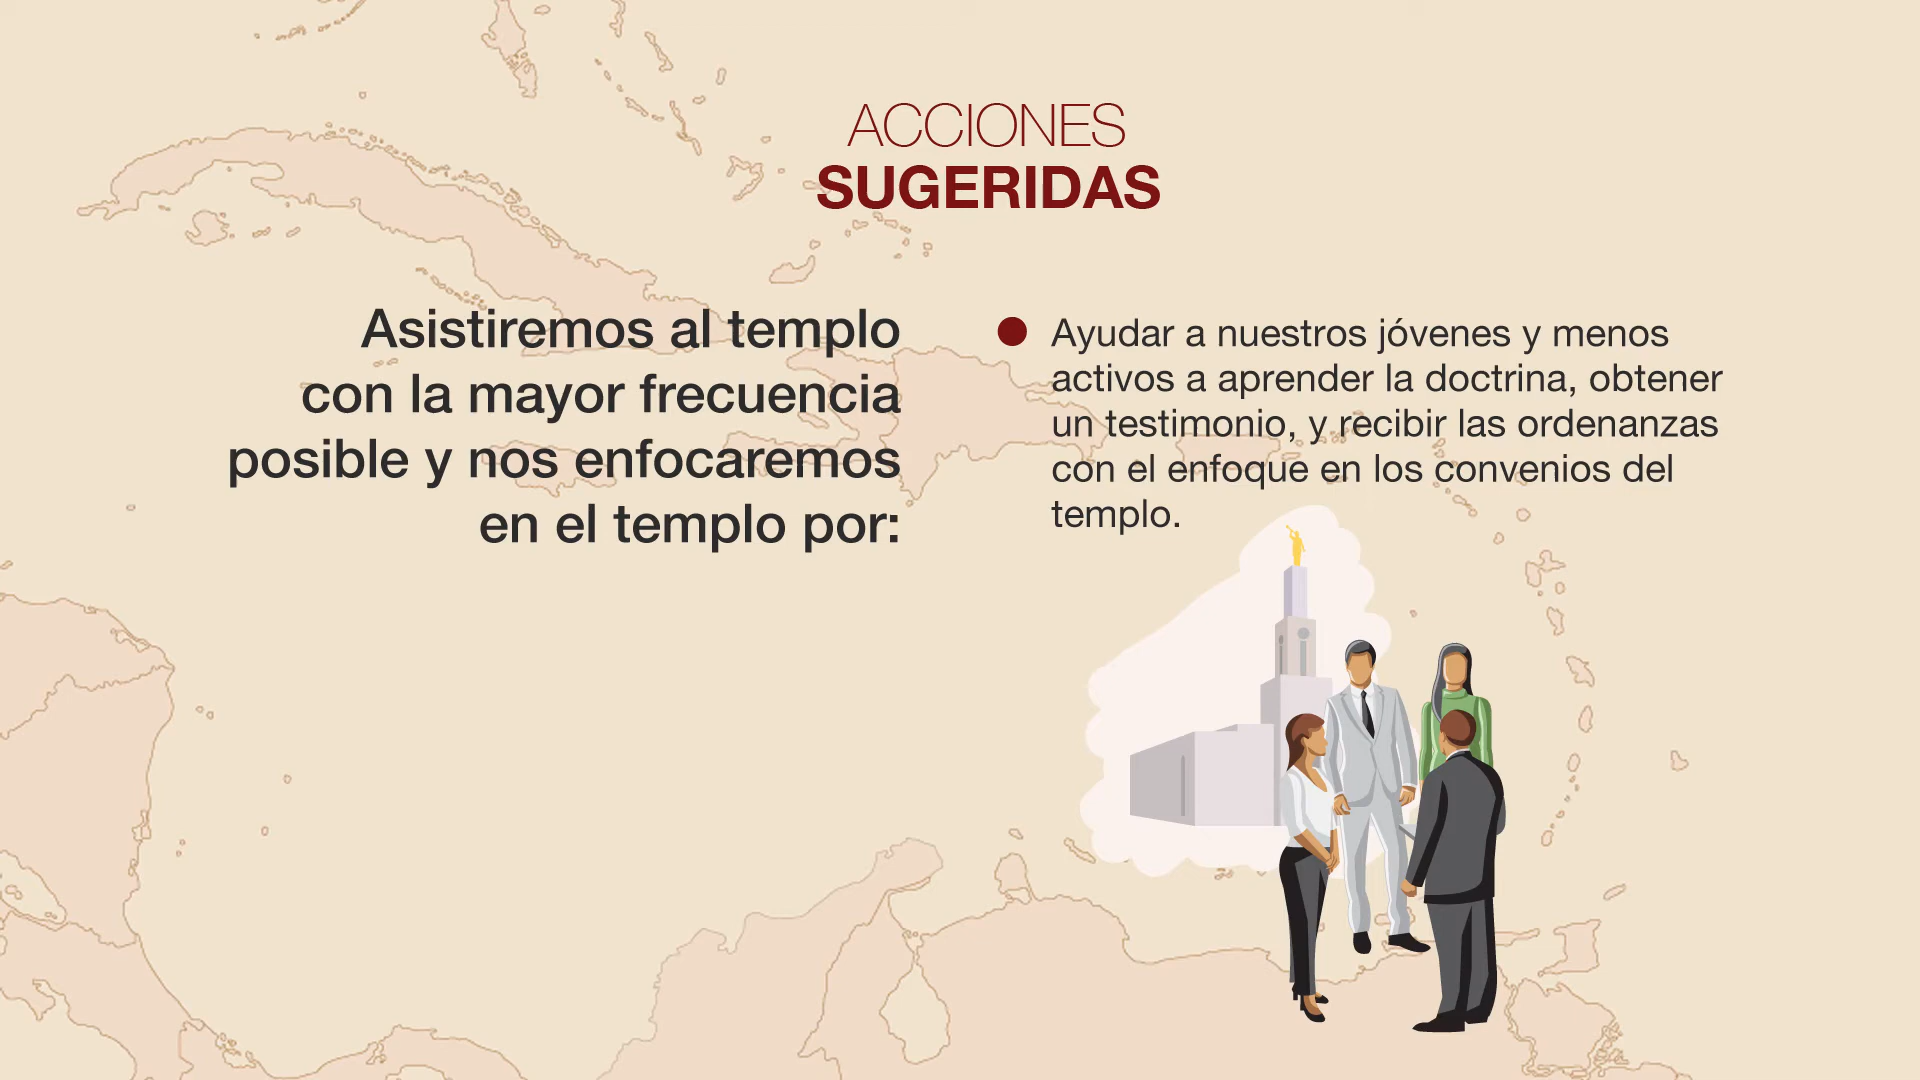 ACCIONES
SUGERIDAS
Asistiremos al templo
con la mayor frecuencia
posible y nos enfocaremos
en el templo por:
Ayudar a nuestros jóvenes y menos
activos a aprender la doctrina, obtener
un testimonio, y recibir las ordenanzas
con el enfoque en los convenios del
templo.